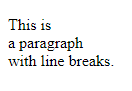 This is
a paragraph
with line breaks.